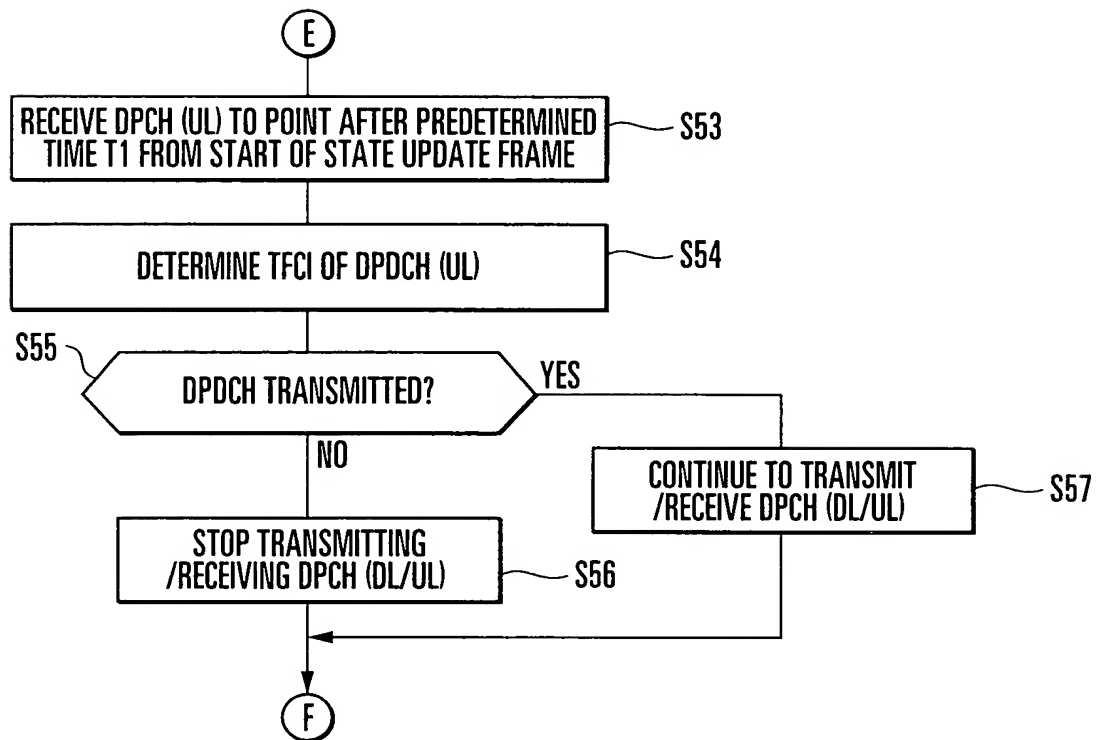 E
RECEIVE DPCH (UL) TO POINT AFTER PREDETERMINED
TIME T1 FROM START OF STATE UPDATE FRAME
S53
DETERMINE TFCI OF DPDCH (UL)
S54
S55
DPDCH TRANSMITTED?
YES
NO
CONTINUE TO TRANSMIT
/RECEIVE DPCH (DL/UL)
S57
STOP TRANSMITTING
/RECEIVING DPCH (DL/UL)
S56
F